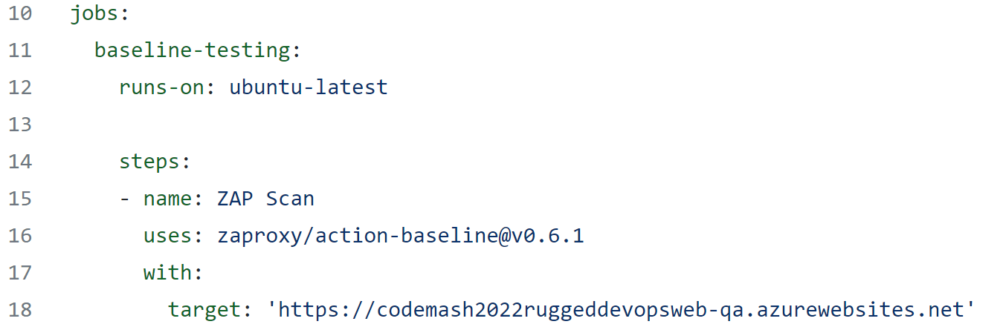 10 jobs:
11 baseline-testing:
12 runs-on: ubuntu-latest
13
14 steps:
15 - name: ZAP Scan
16 uses: zaproxy/action-baseline@v0.6.1
17 with:
18 target: 'https://codemash2022ruggeddevopsweb-qa.azurewebsites.net'